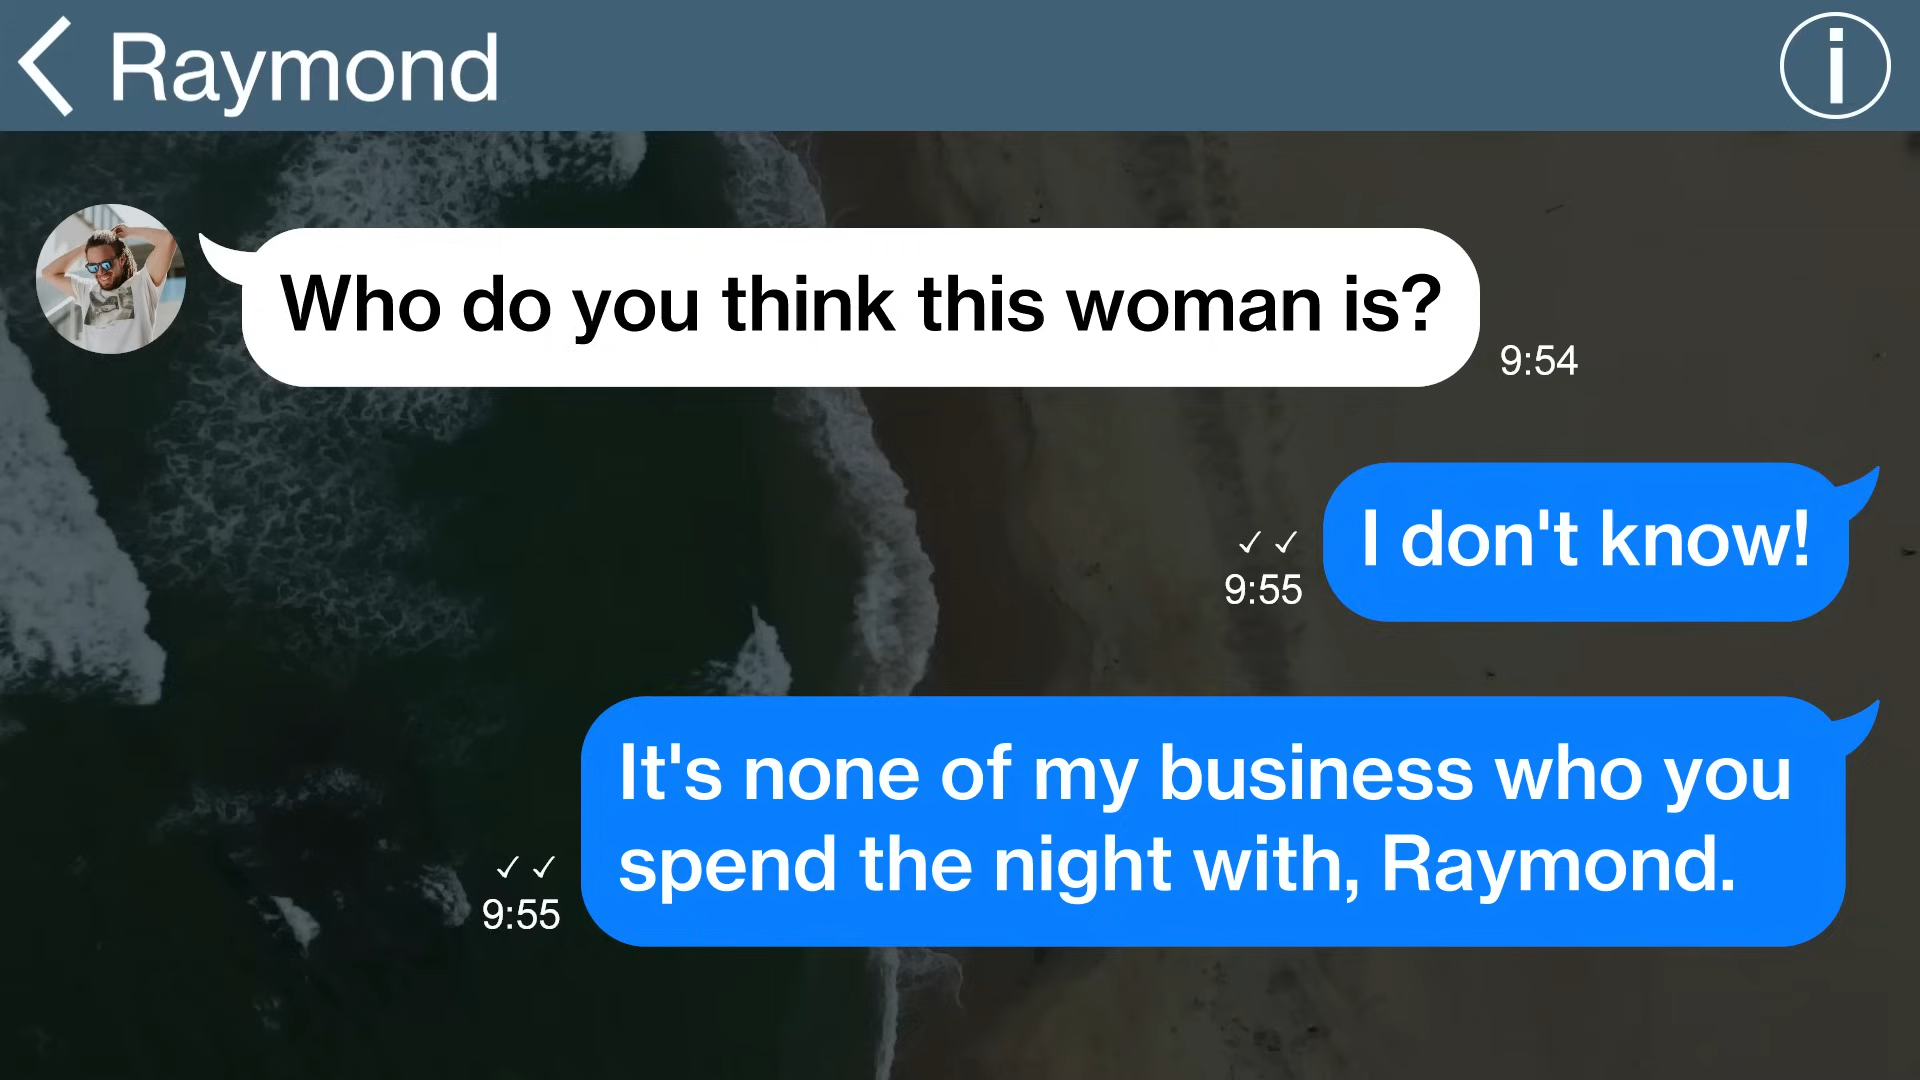 Raymond
Who do you think this woman is?
9:54
I don't know!
✓ ✓
9:55
It's none of my business who you
spend the night with, Raymond.
✓ ✓
9:55